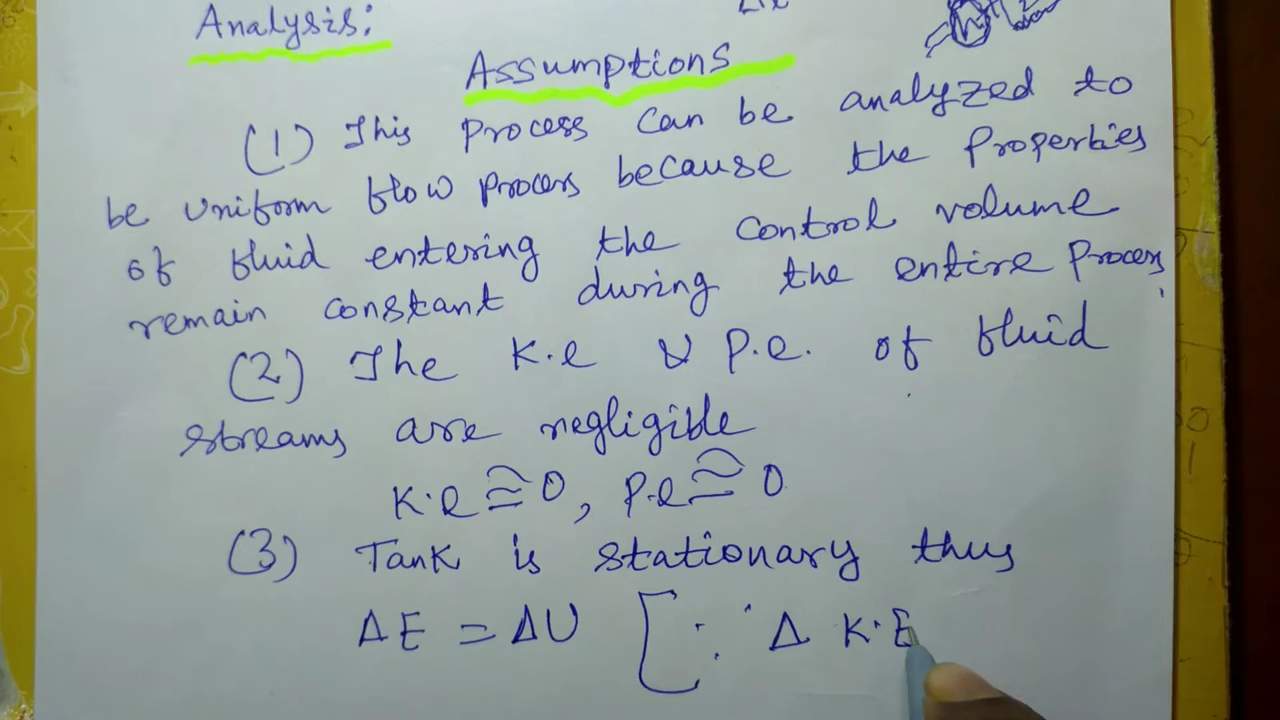 Analysis:
Assumptions
(1) This process can be analyzed to
be uniform flow process because the properties
of fluid entering the control volume
remain constant during the entire process.
(2) The K.e & P.e. of fluid
streams are negligible
K.e ≅ 0, P.e ≅ 0
(3) Tank is stationary thus
ΔE = ΔU [∵ Δ K.E